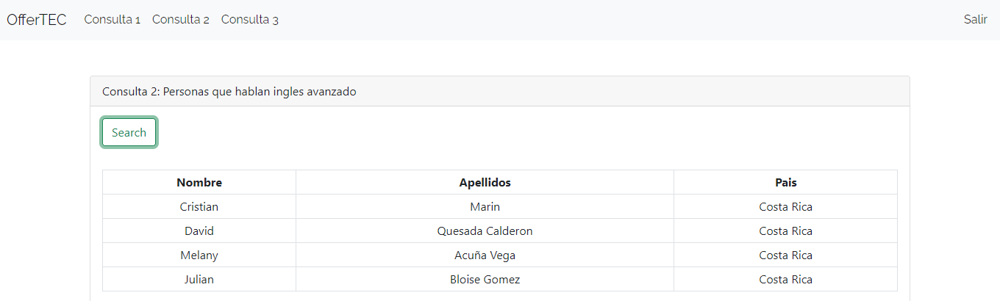 OfferTEC Consulta 1 Consulta 2 Consulta 3 Salir
Consulta 2: Personas que hablan ingles avanzado
Search
Nombre Apellidos Pais
Cristian Marin Costa Rica
David Quesada Calderon Costa Rica
Melany Acuña Vega Costa Rica
Julian Bloise Gomez Costa Rica